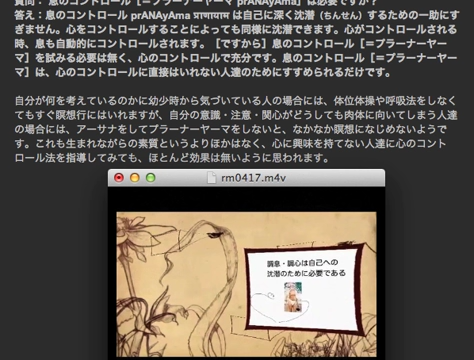 質問： 息のコントロール［＝プラーナーヤーマ prANAyAma］は必要ですか？
答え：息のコントロール prANAyAma प्राणायाम は自己に深く沈潜（ちんせん）するための一助にす
ぎません。心をコントロールすることによっても同様に沈潜できます。心がコントロールされる
時、息も自動的にコントロールされます。［ですから］息のコントロール［＝プラーナーヤー
マ］を試みる必要は無く、心のコントロールで充分です。息のコントロール［＝プラーナーヤー
マ］は、心のコントロールに直接はいれない人達のためにすすめられるだけです。
自分が何を考えているのかに幼少時から気づいている人の場合には、体位体操や呼吸法をしなく
てもすぐ瞑想行にはいれますが、自分の意識・注意・関心がどうしても肉体に向いてしまう人達
の場合には、アーサナをしてプラーナーヤーマをしないと、なかなか瞑想になじめないようで
す。これも生まれながらの素質というよりほかはなく、心に興味を持てない人達に心のコント
ロール法を指導してみても、ほとんど効果は無いように思われます。
rm0417.m4v
調息・調心は自己への
沈潜のために必要である